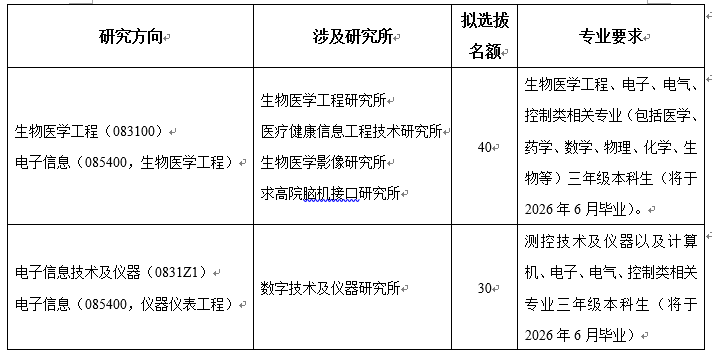 研究方向
涉及研究所
拟选拔
名额
专业要求
生物医学工程（083100）
电子信息（085400，生物医学工程）
生物医学工程研究所
医疗健康信息工程技术研究所
生物医学影像研究所
求高院脑机接口研究所
40
生物医学工程、电子、电气、
控制类相关专业（包括医学、
药学、数学、物理、化学、生
物等）三年级本科生（将于
2026年6月毕业）。
电子信息技术及仪器（0831Z1）
电子信息（085400，仪器仪表工程）
数字技术及仪器研究所
30
测控技术及仪器以及计算
机、电子、电气、控制类相关
专业三年级本科生（将于
2026年6月毕业）